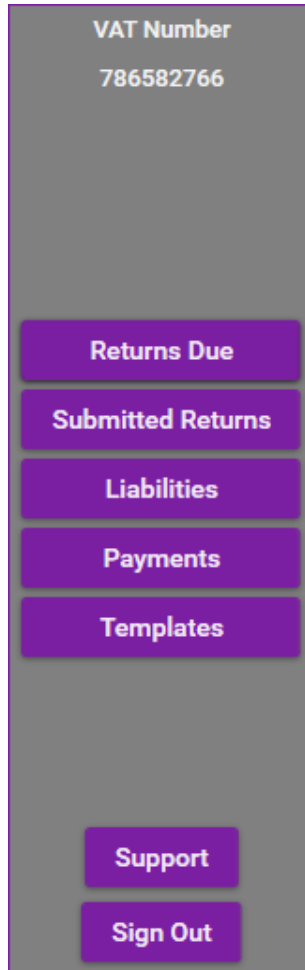 VAT Number
786582766
Returns Due
Submitted Returns
Liabilities
Payments
Templates
Support
Sign Out